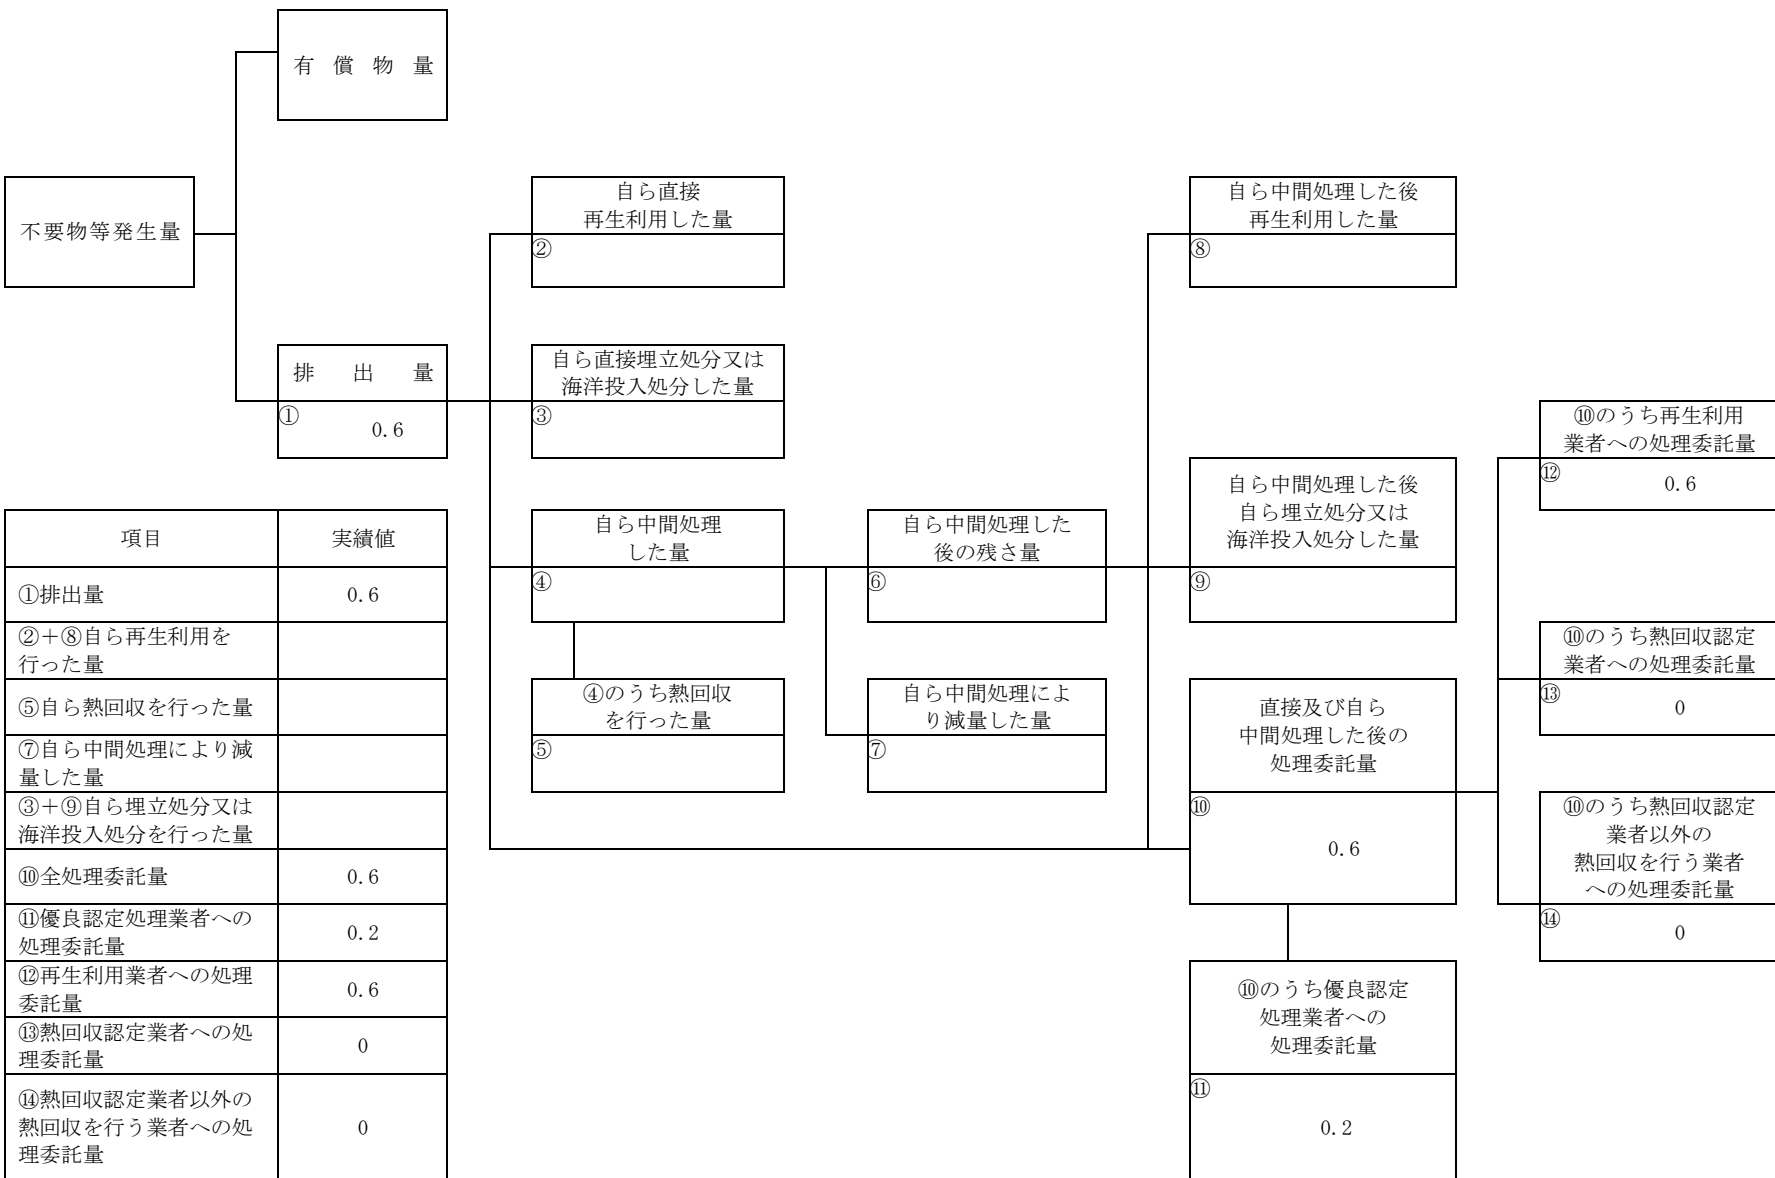 有償物量
不要物等発生量
排出量
①
0.6
自ら直接
再生利用した量
②
自ら直接埋立処分又は
海洋投入処分した量
③
自ら中間処理
した量
④
④のうち熱回収
を行った量
⑤
自ら中間処理した
後の残さ量
⑥
自ら中間処理によ
り減量した量
⑦
自ら中間処理した後
再生利用した量
⑧
自ら中間処理した後
自ら埋立処分又は
海洋投入処分した量
⑨
直接及び自ら
中間処理した後の
処理委託量
⑩
0.6
⑩のうち優良認定
処理業者への
処理委託量
⑪
0.2
⑩のうち再生利用
業者への処理委託量
⑫
0.6
⑩のうち熱回収認定
業者への処理委託量
⑬
0
⑩のうち熱回収認定
業者以外の
熱回収を行う業者
への処理委託量
⑭
0
項目 実績値
①排出量 0.6
②+⑧自ら再生利用を
行った量
⑤自ら熱回収を行った量
⑦自ら中間処理により減
量した量
③+⑨自ら埋立処分又は
海洋投入処分を行った量
⑩全処理委託量 0.6
⑪優良認定処理業者への
処理委託量 0.2
⑫再生利用業者への処理
委託量 0.6
⑬熱回収認定業者への処
理委託量 0
⑭熱回収認定業者以外の
熱回収を行う業者への処 0
理委託量